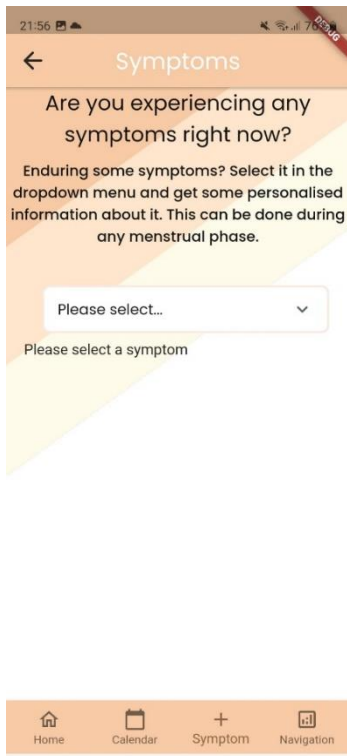 21:56
DEBUG
Symptoms
Are you experiencing any
symptoms right now?
Enduring some symptoms? Select it in the
dropdown menu and get some personalised
information about it. This can be done during
any menstrual phase.
Please select...
Please select a symptom
Home Calendar Symptom Navigation